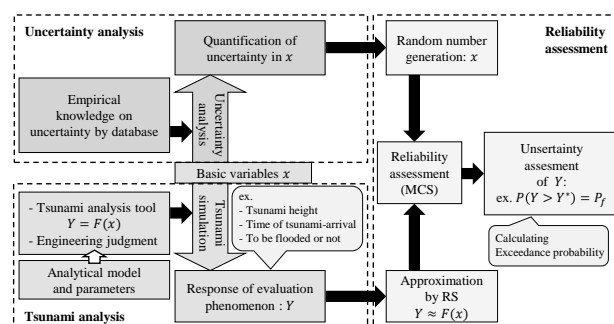 Uncertainty analysis
Quantification of
uncertainty in x
Empirical
knowledge on
uncertainty by database
Uncertainty
analysis
Basic variables x
Tsunami
simulation
- Tsunami analysis tool
Y = F(x)
- Engineering judgment
Analytical model
and parameters
Tsunami analysis
ex.
- Tsunami height
- Time of tsunami-arrival
- To be flooded or not
Response of evaluation
phenomenon : Y
Reliability
assessment
Random number
generation: x
Reliability
assessment
(MCS)
Unsertainty
assesment
of Y:
ex. P(Y > Y*) = Pf
Calculating
Exceedance probability
Approximation
by RS
Y ≈ F(x)